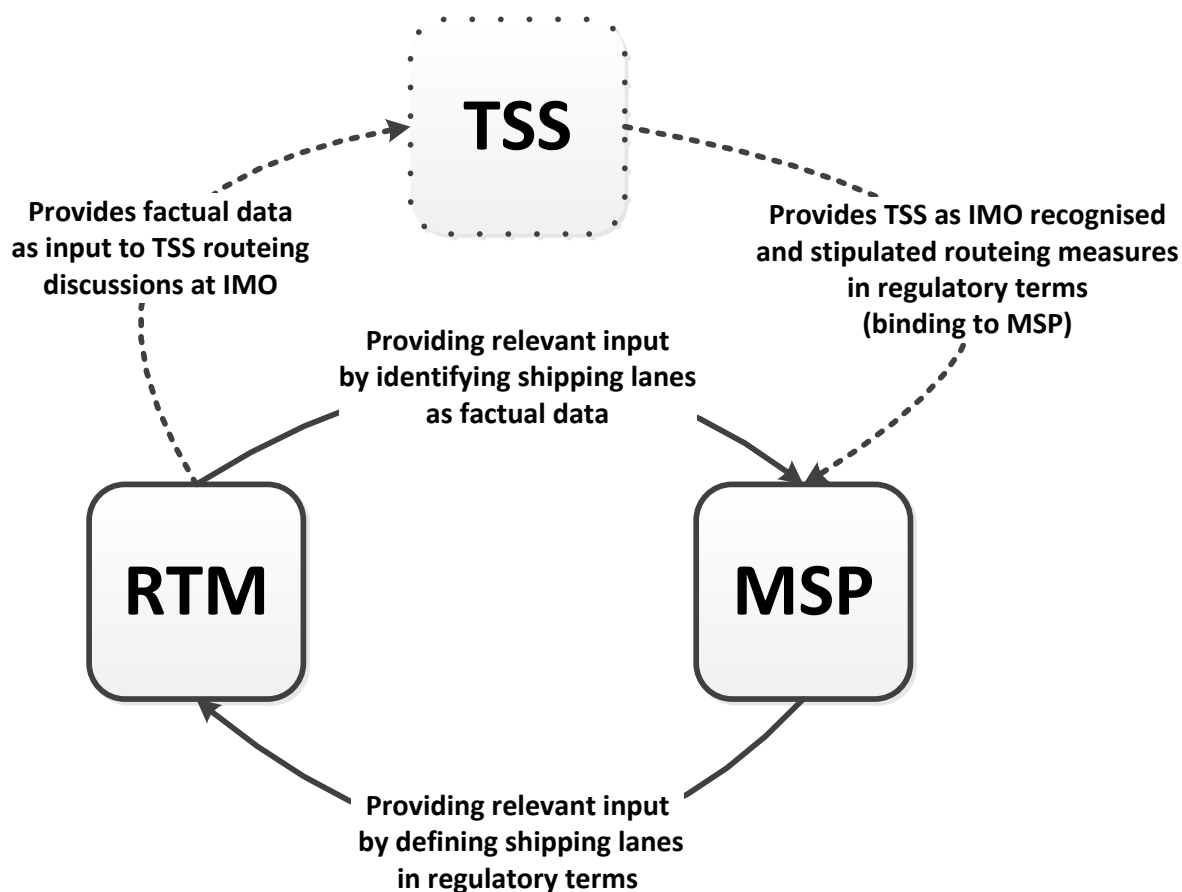 TSS
Provides factual data
as input to TSS routeing
discussions at IMO
Provides TSS as IMO recognised
and stipulated routeing measures
in regulatory terms
(binding to MSP)
Providing relevant input
by identifying shipping lanes
as factual data
RTM
MSP
Providing relevant input
by defining shipping lanes
in regulatory terms